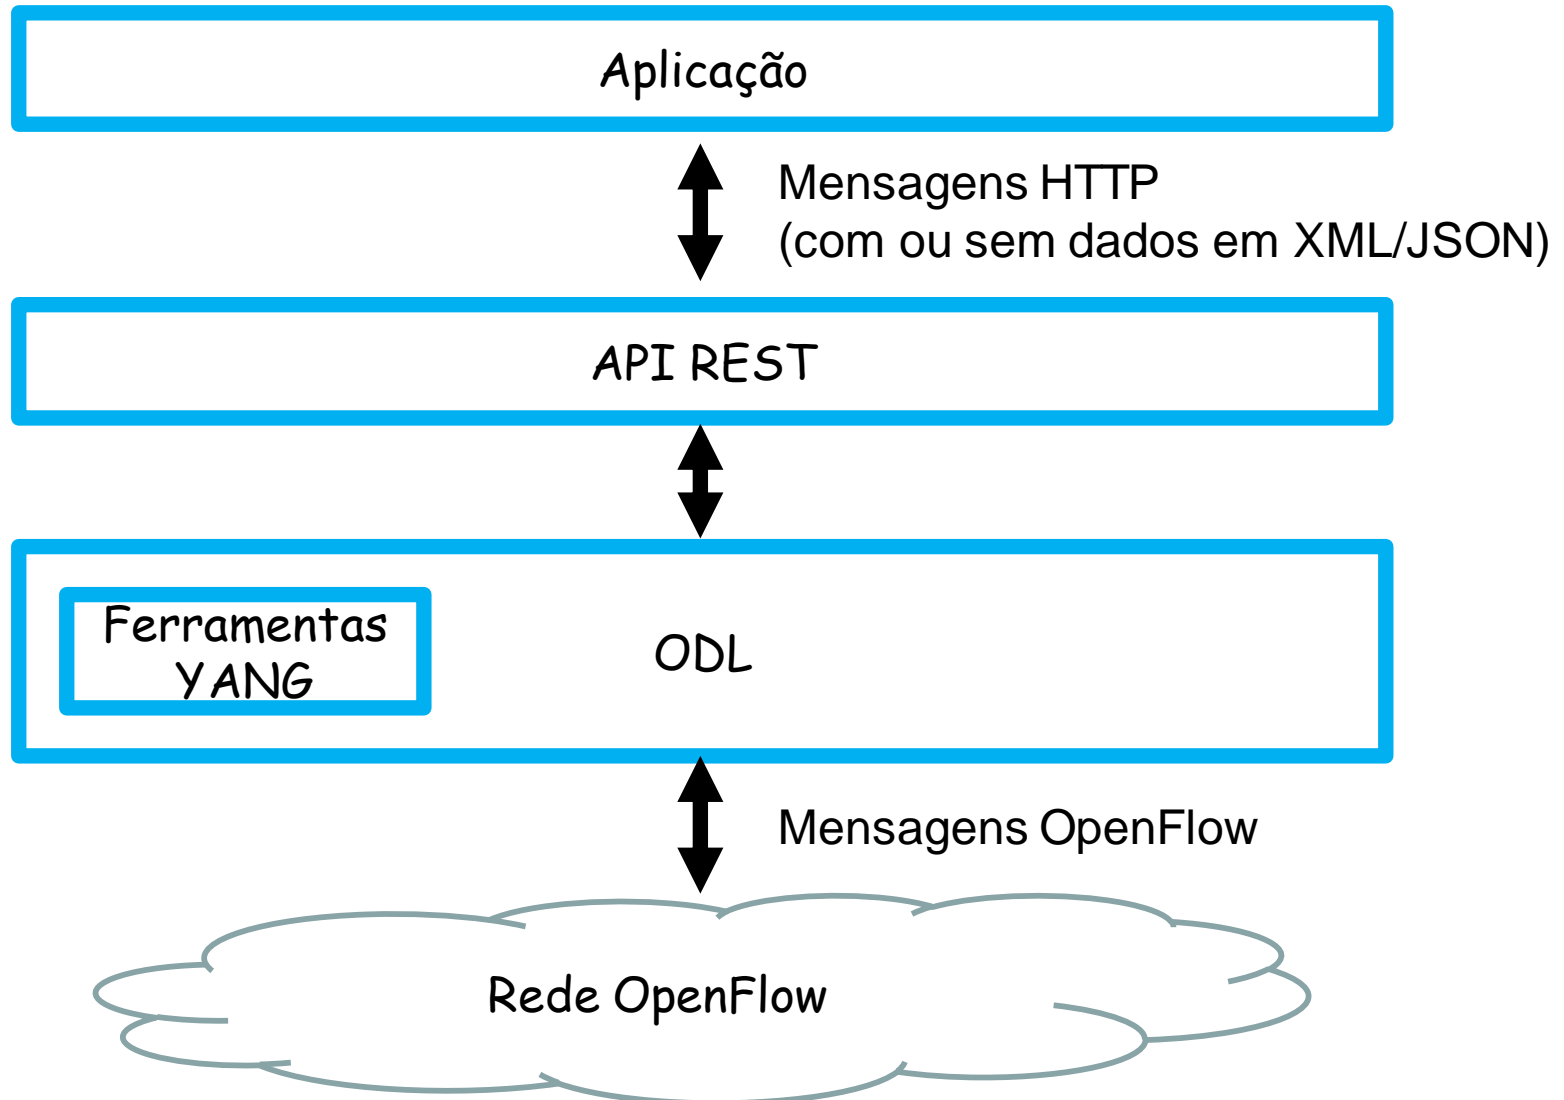 Aplicação
Mensagens HTTP
(com ou sem dados em XML/JSON)
API REST
Ferramentas
YANG
ODL
Mensagens OpenFlow
Rede OpenFlow